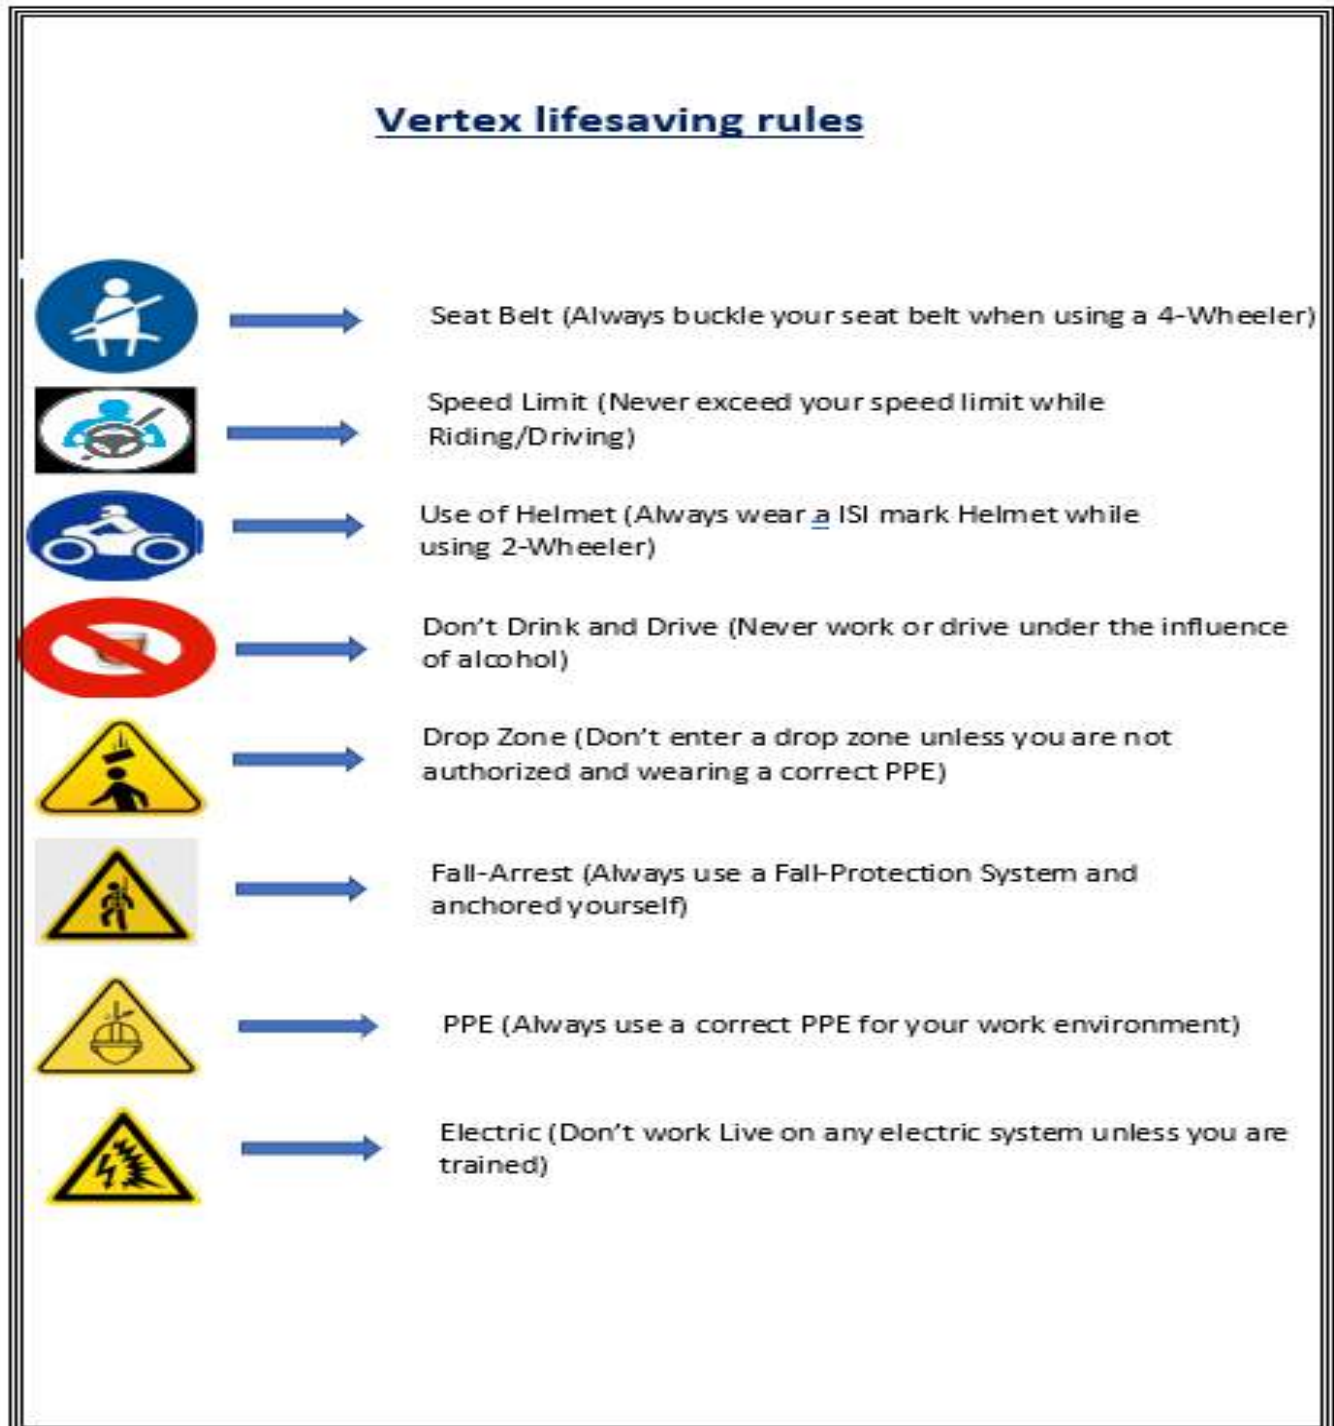 Vertex lifesaving rules
Seat Belt (Always buckle your seat belt when using a 4-Wheeler)
Speed Limit (Never exceed your speed limit while
Riding/Driving)
Use of Helmet (Always wear a ISI mark Helmet while
using 2-Wheeler)
Don't Drink and Drive (Never work or drive under the influence
of alcohol)
Drop Zone (Don't enter a drop zone unless you are not
authorized and wearing a correct PPE)
Fall-Arrest (Always use a Fall-Protection System and
anchored yourself)
PPE (Always use a correct PPE for your work environment)
Electric (Don't work Live on any electric system unless you are
trained)